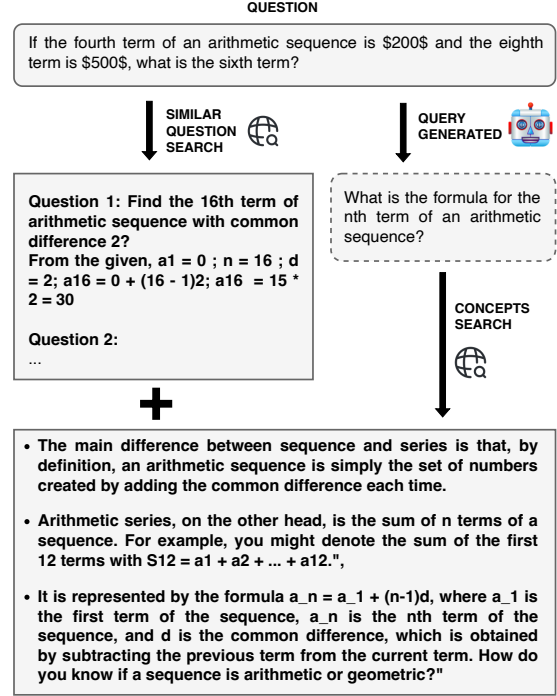 QUESTION
If the fourth term of an arithmetic sequence is $200$ and the eighth
term is $500$, what is the sixth term?
SIMILAR
QUESTION
SEARCH
QUERY
GENERATED
Question 1: Find the 16th term of
arithmetic sequence with common
difference 2?
From the given, a1 = 0 ; n = 16 ; d
= 2; a16 = 0 + (16 - 1)2; a16 = 15 *
2 = 30
Question 2:
...
What is the formula for the
nth term of an arithmetic
sequence?
CONCEPTS
SEARCH
+
• The main difference between sequence and series is that, by
definition, an arithmetic sequence is simply the set of numbers
created by adding the common difference each time.
• Arithmetic series, on the other head, is the sum of n terms of a
sequence. For example, you might denote the sum of the first
12 terms with S12 = a1 + a2 + ... + a12.",
• It is represented by the formula a_n = a_1 + (n-1)d, where a_1 is
the first term of the sequence, a_n is the nth term of the
sequence, and d is the common difference, which is obtained
by subtracting the previous term from the current term. How do
you know if a sequence is arithmetic or geometric?"